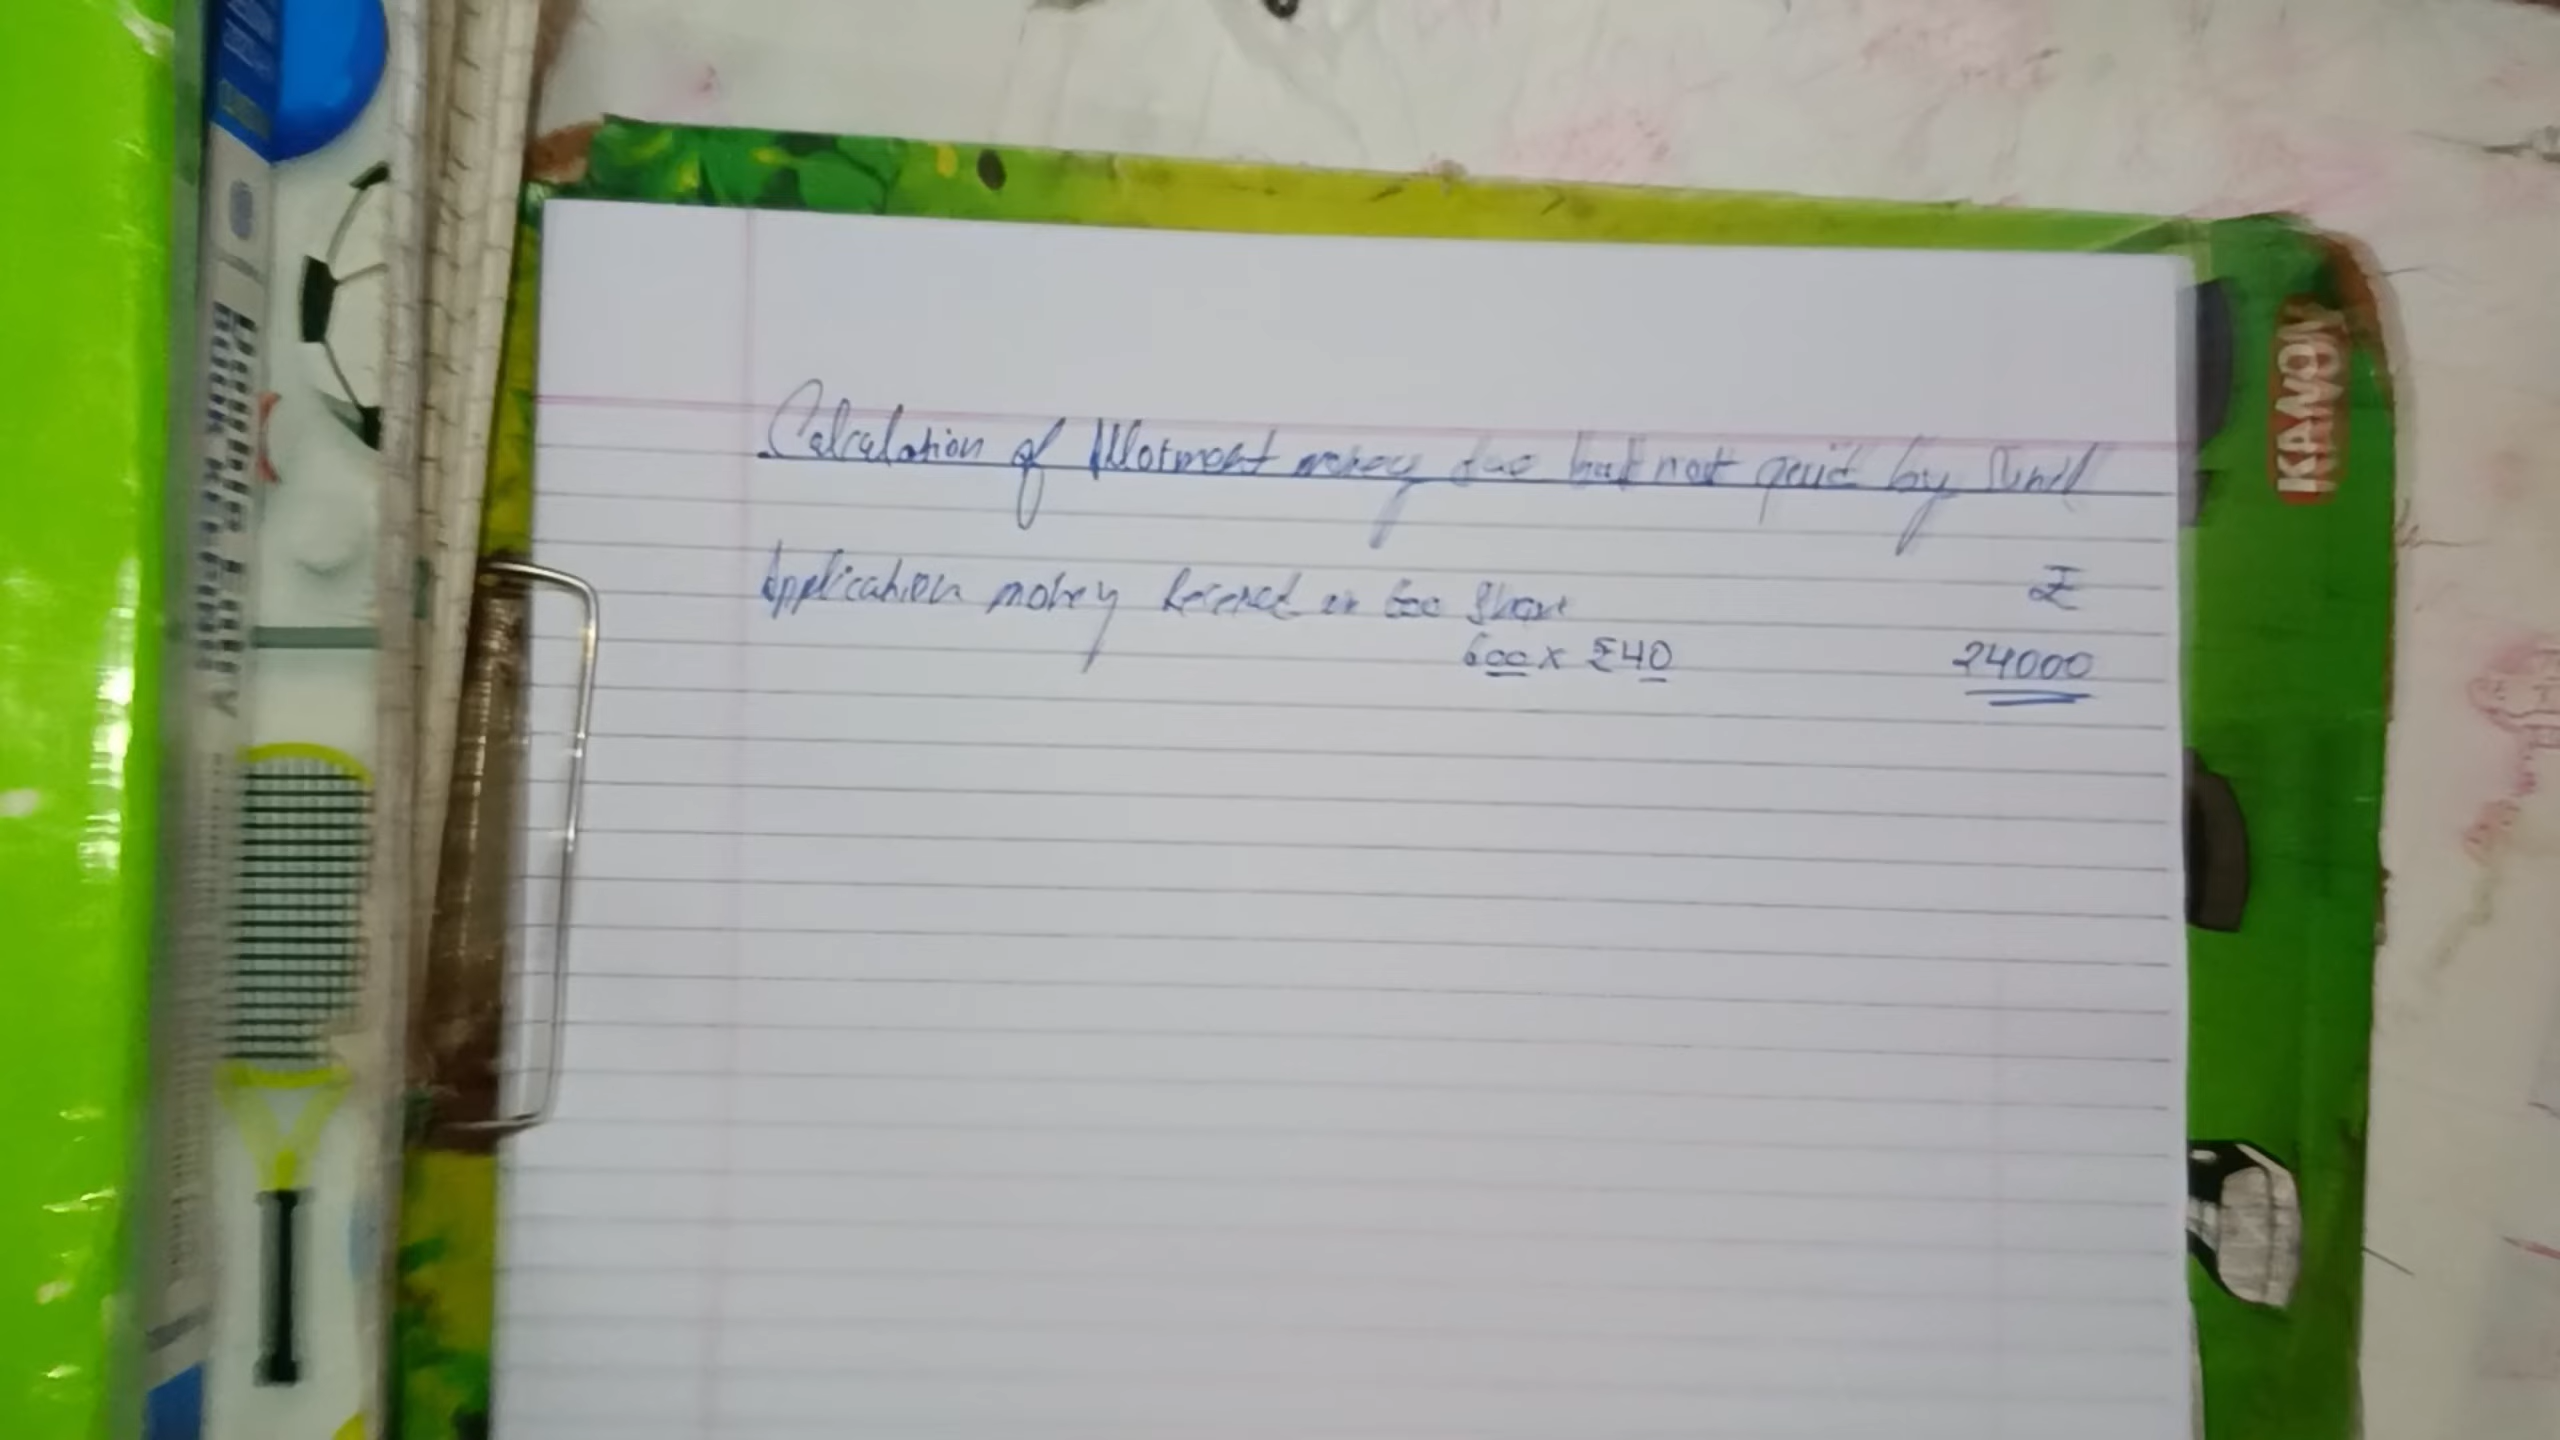 Calculation of Allotment money due but not paid by Sunil
Application money Received on 600 Share
₹
600 x ₹40
24000
KANON